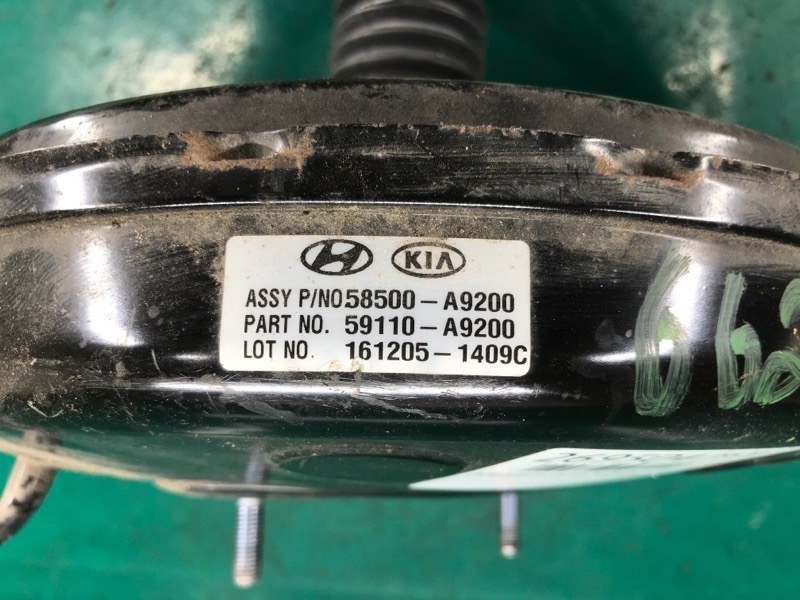 KIA
ASSY P/NO58500-A9200
PART NO. 59110-A9200
LOT NO. 161205-1409C